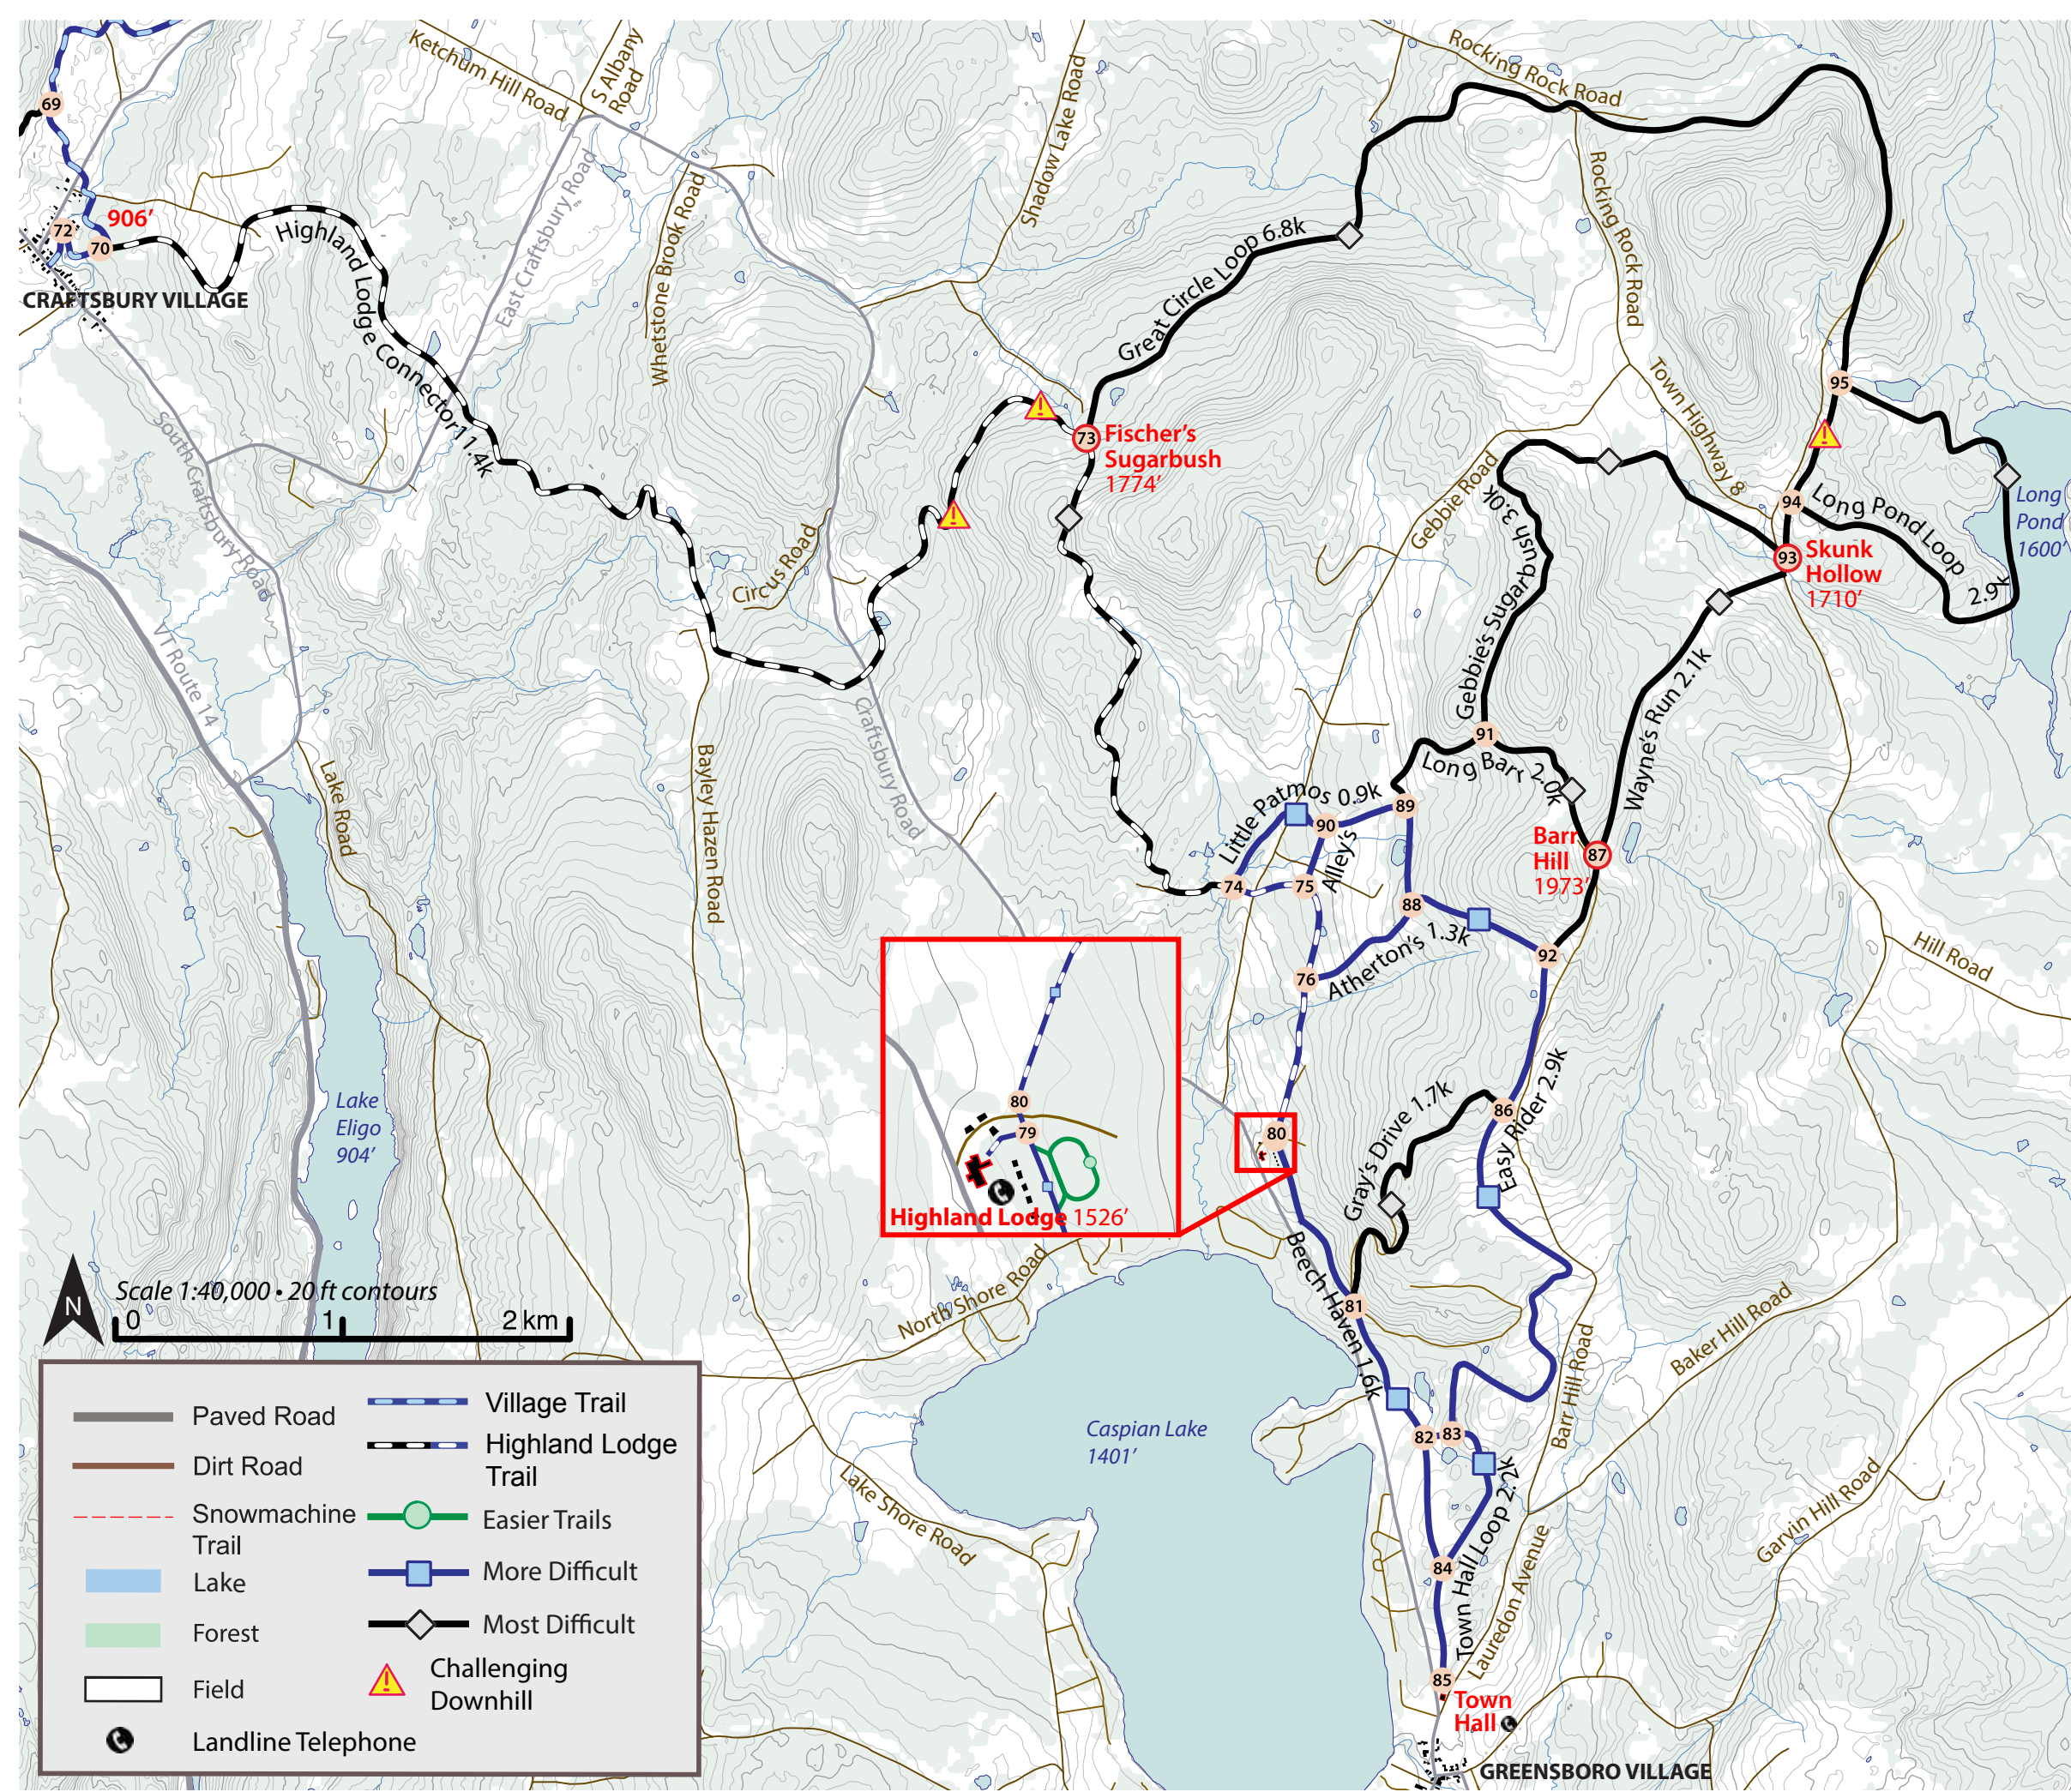 Ketchum Hill Road
S Albany
Road
Shadow Lake Road
Rocking Rock Road
69
906’
72
70
CRAFTSBURY VILLAGE
Highland Lodge Connector 11.4k
East Craftsbury Road
Whetstone Brook Road
Great Circle Loop 6.8k
Rocking Rock Road
Town Highway 8
95
73
Fischer’s
Sugarbush
1774’
South Craftsbury Road
Gebbie Road
Gebbie’s Sugarbush 3.0k
94
Long Pond Loop 2.9k
Long
Pond
1600’
93
Skunk
Hollow
1710’
Circus Road
VT Route 14
Craftsbury Road
Wayne’s Run 2.1k
91
Long Barr 2.0k
Lake Road
Bayley Hazen Road
Little Patmos 0.9k
89
90
Alley’s
Barr
Hill
1973’
87
74
75
88
Atherton’s 1.3k
76
92
Hill Road
80
79
Highland Lodge 1526’
80
Lake
Eligo
904’
Gray’s Drive 1.7k
86
Easy Rider 2.9k
Beech Haven 1.6k
81
North Shore Road
Baker Hill Road
Barr Hill Road
Caspian Lake
1401’
82
83
Lake Shore Road
Town Hall Loop 2.2k
Garvin Hill Road
84
Lauredon Avenue
85
Town
Hall
GREENSBORO VILLAGE
N
Scale 1:40,000 • 20 ft contours
0 1 2 km
Paved Road
Dirt Road
Snowmachine
Trail
Lake
Forest
Field
Landline Telephone
Village Trail
Highland Lodge
Trail
Easier Trails
More Difficult
Most Difficult
Challenging
Downhill